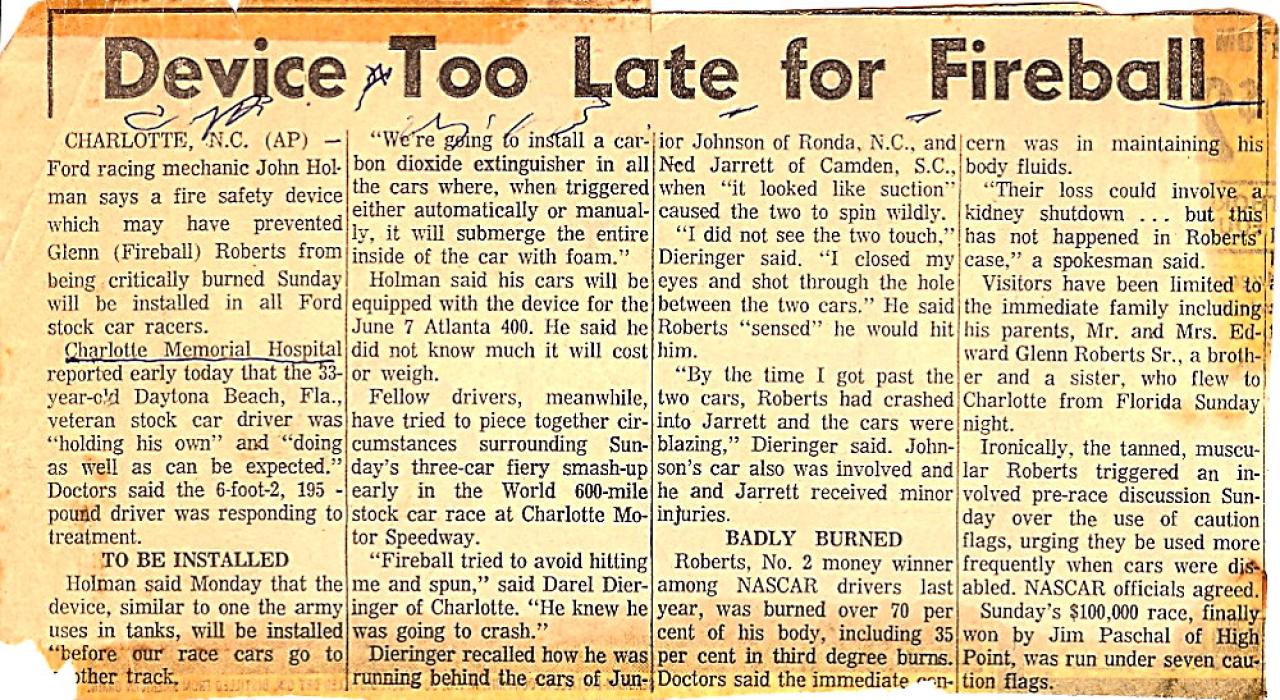 Device Too Late for Fireball
CHARLOTTE, N.C. (AP) —
Ford racing mechanic John Hol-
man says a fire safety device
which may have prevented
Glenn (Fireball) Roberts from
being critically burned Sunday
will be installed in all Ford
stock car racers.
Charlotte Memorial Hospital
reported early today that the 33-
year-old Daytona Beach, Fla.,
veteran stock car driver was
"holding his own" and "doing
as well as can be expected."
Doctors said the 6-foot-2, 195 -
pound driver was responding to
treatment.
TO BE INSTALLED
Holman said Monday that the
device, similar to one the army
uses in tanks, will be installed
"before our race cars go to
other track.
"We're going to install a car-
bon dioxide extinguisher in all
the cars where, when triggered
either automatically or manual-
ly, it will submerge the entire
inside of the car with foam."
Holman said his cars will be
equipped with the device for the
June 7 Atlanta 400. He said he
did not know much it will cost
or weigh.
Fellow drivers, meanwhile,
have tried to piece together cir-
cumstances surrounding Sun-
day's three-car fiery smash-up
early in the World 600-mile
stock car race at Charlotte Mo-
tor Speedway.
"Fireball tried to avoid hitting
me and spun," said Darel Dier-
inger of Charlotte. "He knew he
was going to crash."
Dieringer recalled how he was
running behind the cars of Jun-
ior Johnson of Ronda, N.C., and
Ned Jarrett of Camden, S.C.,
when "it looked like suction"
caused the two to spin wildly.
"I did not see the two touch,"
Dieringer said. "I closed my
eyes and shot through the hole
between the two cars." He said
Roberts "sensed" he would hit
him.
"By the time I got past the
two cars, Roberts had crashed
into Jarrett and the cars were
blazing," Dieringer said. John-
son's car also was involved and
he and Jarrett received minor
injuries.
BADLY BURNED
Roberts, No. 2 money winner
among NASCAR drivers last
year, was burned over 70 per
cent of his body, including 35
per cent in third degree burns.
Doctors said the immediate con-
cern was in maintaining his
body fluids.
"Their loss could involve a
kidney shutdown ... but this
has not happened in Roberts'
case," a spokesman said.
Visitors have been limited to
the immediate family including
his parents, Mr. and Mrs. Ed-
ward Glenn Roberts Sr., a broth-
er and a sister, who flew to
Charlotte from Florida Sunday
night.
Ironically, the tanned, muscu-
lar Roberts triggered an in-
volved pre-race discussion Sun-
day over the use of caution
flags, urging they be used more
frequently when cars were dis-
abled. NASCAR officials agreed.
Sunday's $100,000 race, finally
won by Jim Paschal of High
Point, was run under seven cau-
tion flags.